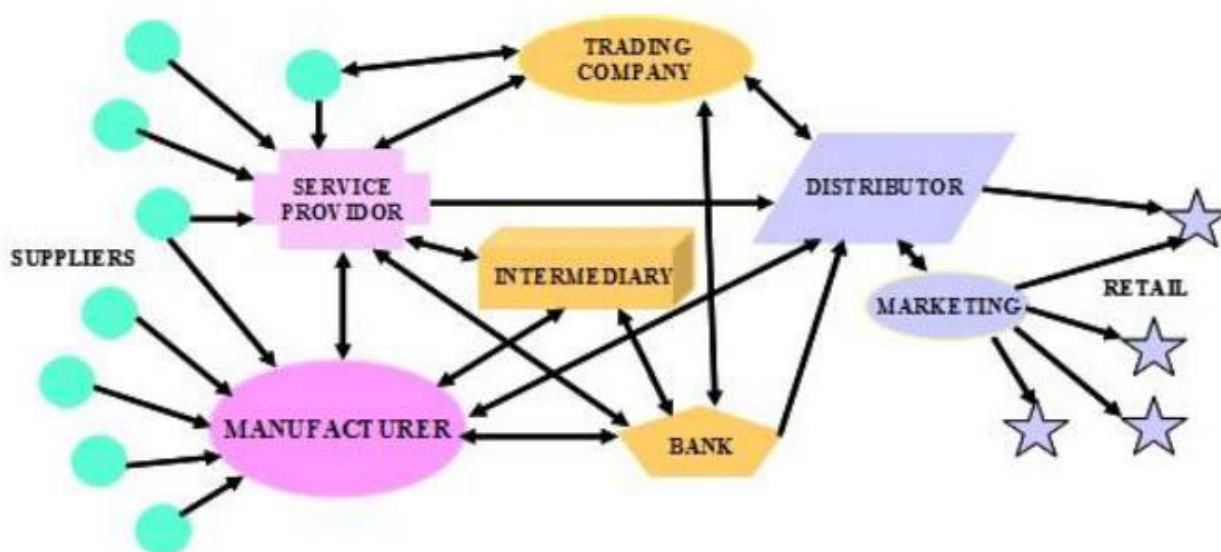 TRADING
COMPANY
SERVICE
PROVIDOR
DISTRIBUTOR
SUPPLIERS
INTERMEDIARY
MARKETING
RETAIL
MANUFACTURER
BANK